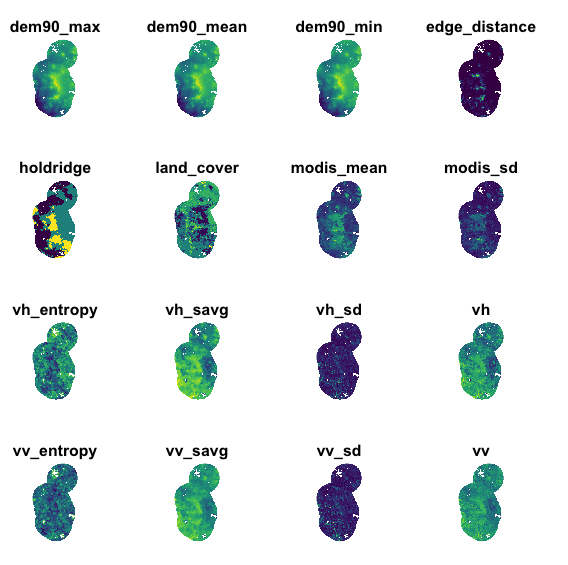 dem90_max dem90_mean dem90_min edge_distance
holdridge land_cover modis_mean modis_sd
vh_entropy vh_savg vh_sd vh
vv_entropy vv_savg vv_sd vv